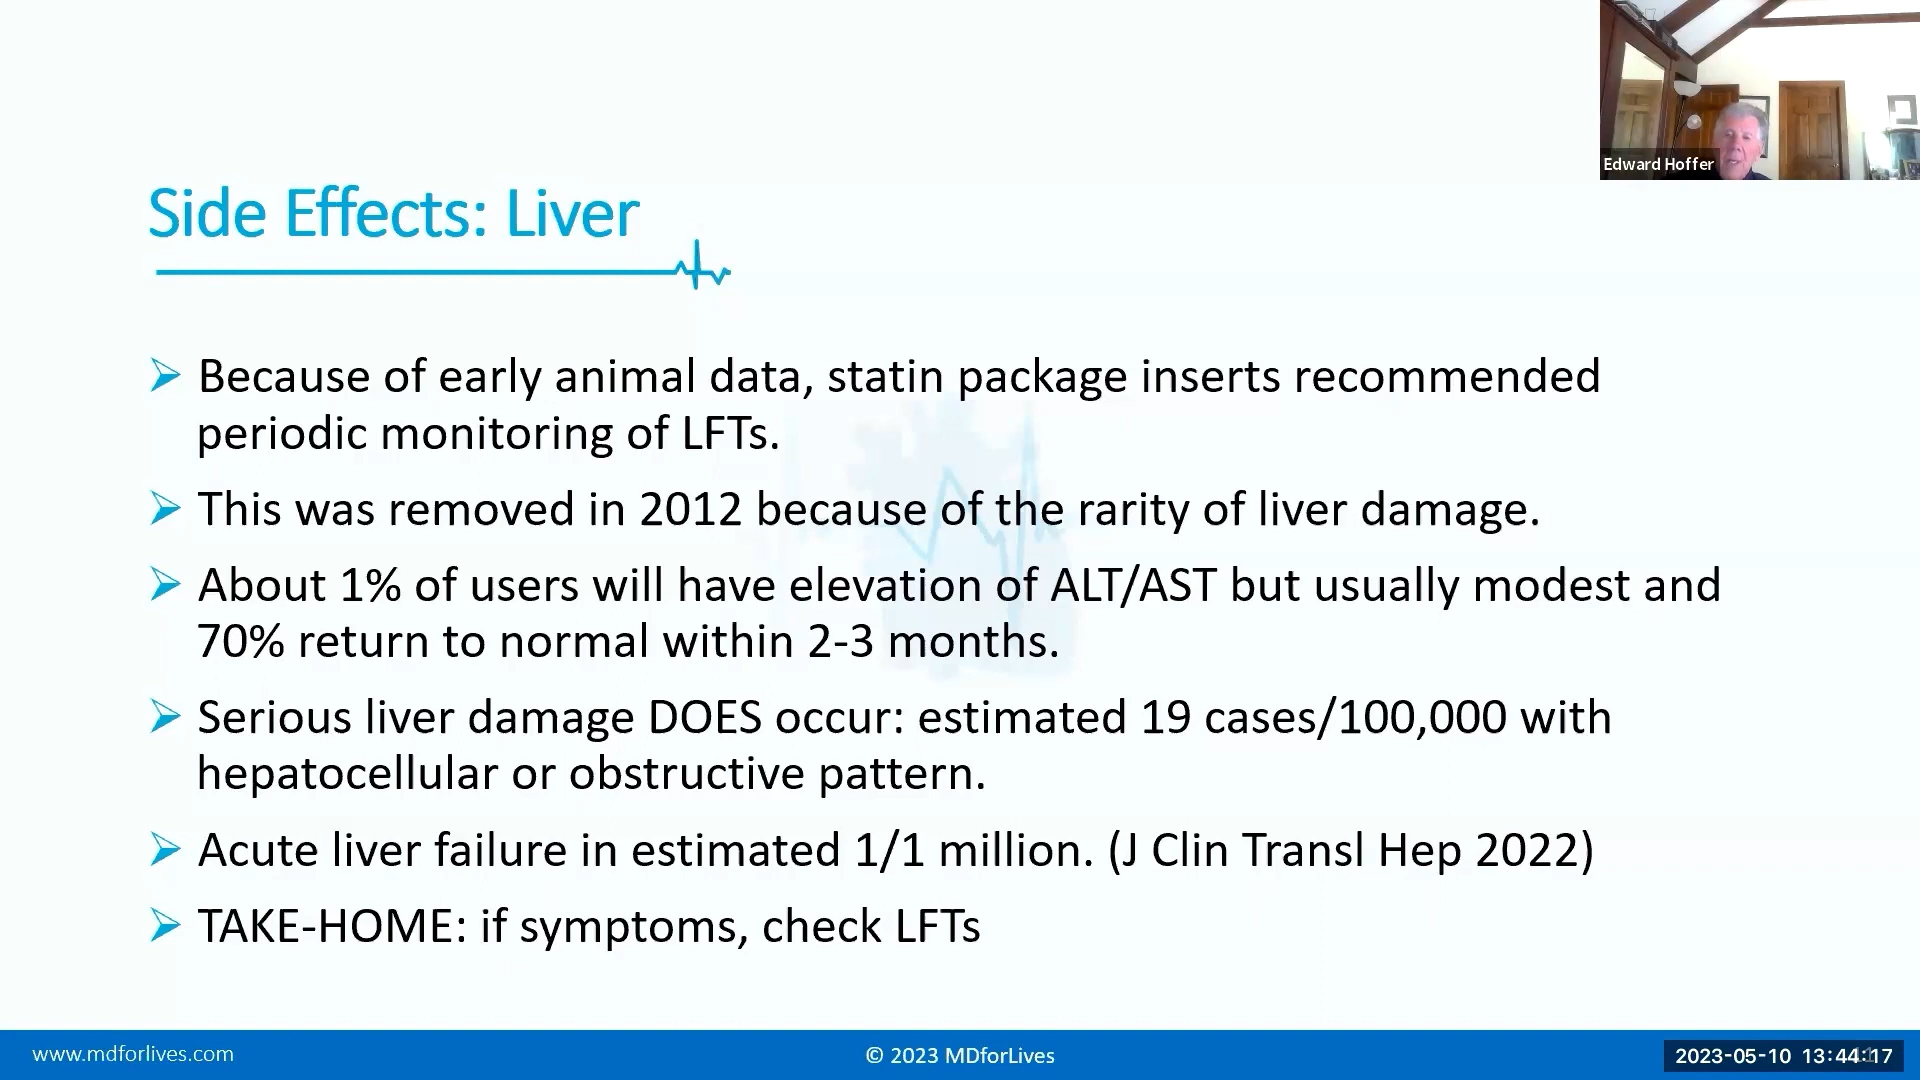 Edward Hoffer
Side Effects: Liver
Because of early animal data, statin package inserts recommended
periodic monitoring of LFTs.
This was removed in 2012 because of the rarity of liver damage.
About 1% of users will have elevation of ALT/AST but usually modest and
70% return to normal within 2-3 months.
Serious liver damage DOES occur: estimated 19 cases/100,000 with
hepatocellular or obstructive pattern.
Acute liver failure in estimated 1/1 million. (J Clin Transl Hep 2022)
TAKE-HOME: if symptoms, check LFTs
www.mdforlives.com
© 2023 MDforLives
2023-05-10 13:44:17